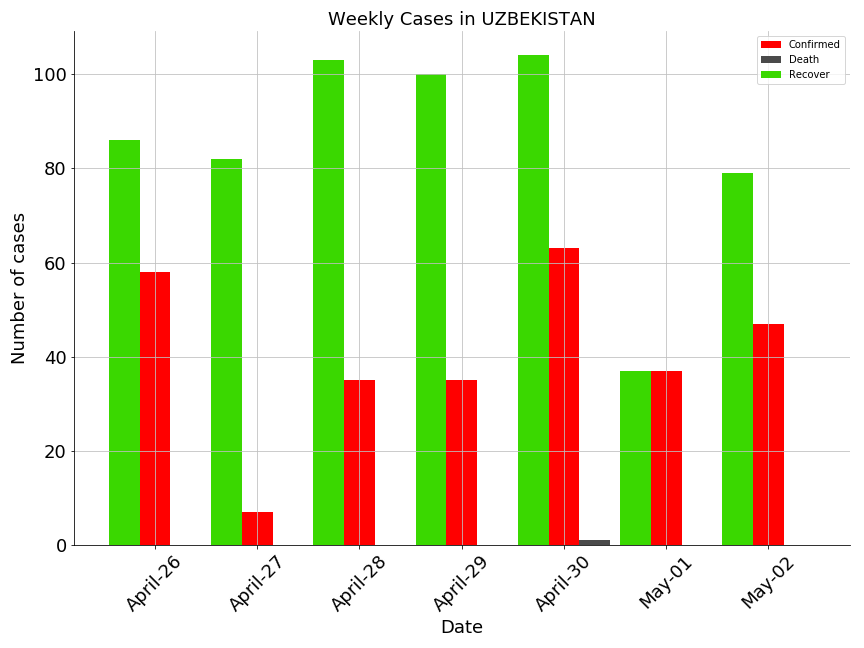 Weekly Cases in UZBEKISTAN
Confirmed
Death
Recover
Number of cases
100
80
60
40
20
0
April-26
April-27
April-28
April-29
April-30
May-01
May-02
Date